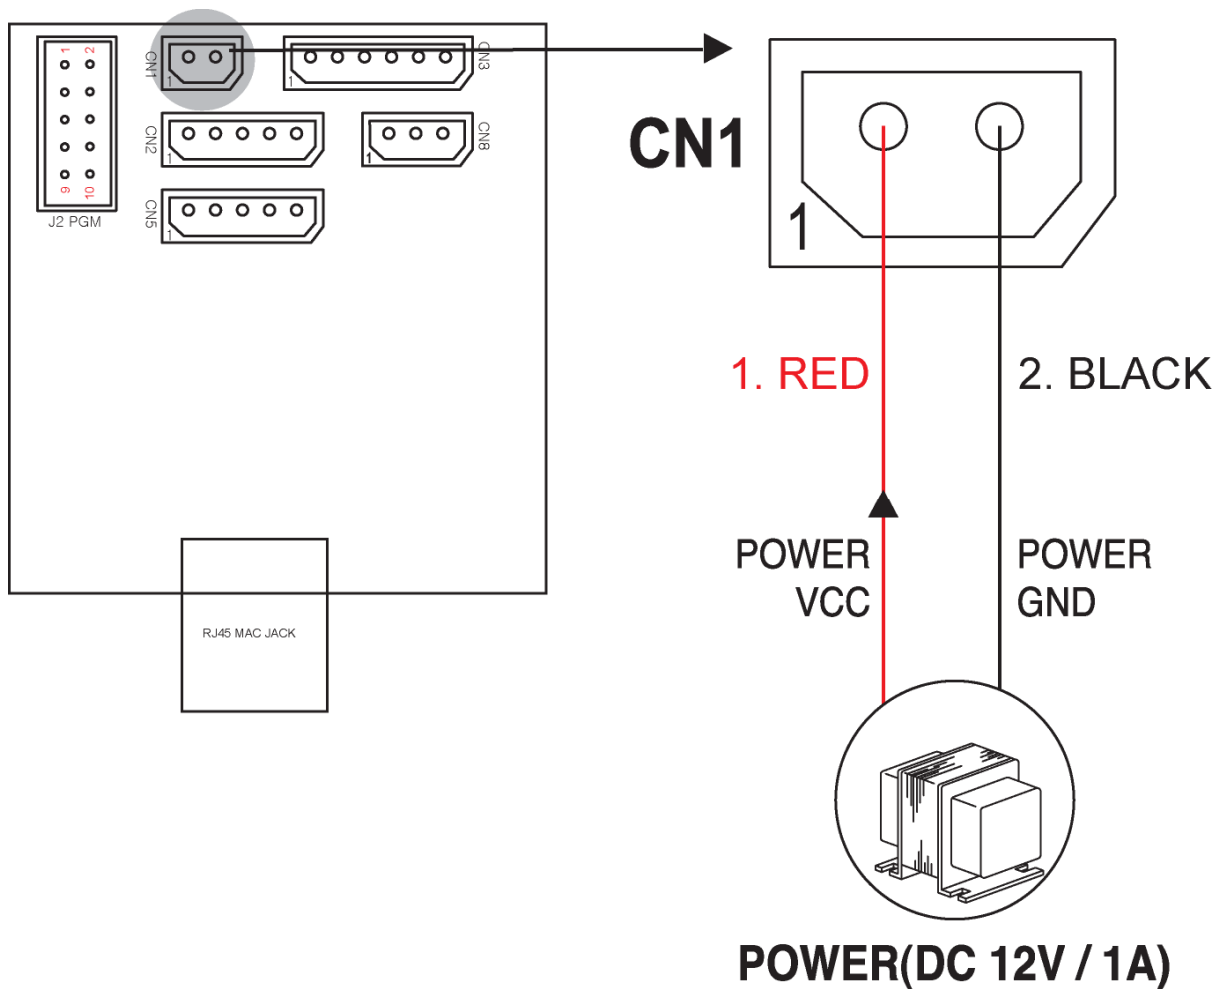 1 2
CN1
1
1
CN3
CN2
1
1
CN8
9 10
J2 PGM
CN5
1
RJ45 MAC JACK
CN1
1
1. RED
2. BLACK
POWER
VCC
POWER
GND
POWER(DC 12V / 1A)